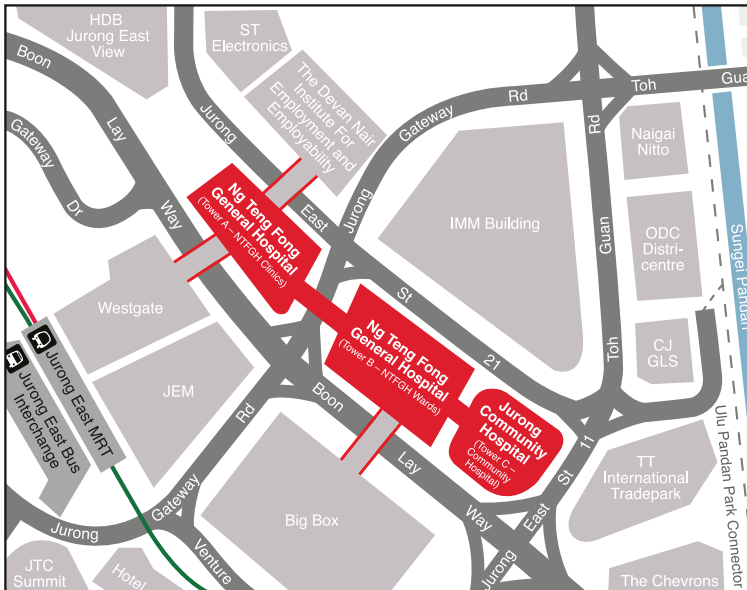 HDB
Jurong East
View
ST
Electronics
The Devan Nair
Institute For
Employment and
Employability
Boon
Lay
Way
Gateway
Dr
Jurong
East
St
21
Jurong
Gateway
Rd
Toh
Gua
Rd
Guan
Toh
Naigai
Nitto
ODC
Distri-
centre
CJ
GLS
Sungei Pandan
Ulu Pandan Park Connector
IMM Building
Ng Teng Fong
General Hospital
(Tower A – NTFGH Clinics)
Ng Teng Fong
General Hospital
(Tower B – NTFGH Wards)
Jurong
Community
Hospital
(Tower C –
Community
Hospital)
Westgate
JEM
Jurong East MRT
Jurong East Bus
Interchange
Boon
Lay
Way
Jurong
Gateway
Rd
Venture
Big Box
Jurong
East
St
11
TT
International
Tradepark
The Chevrons
JTC
Summit
Hotel